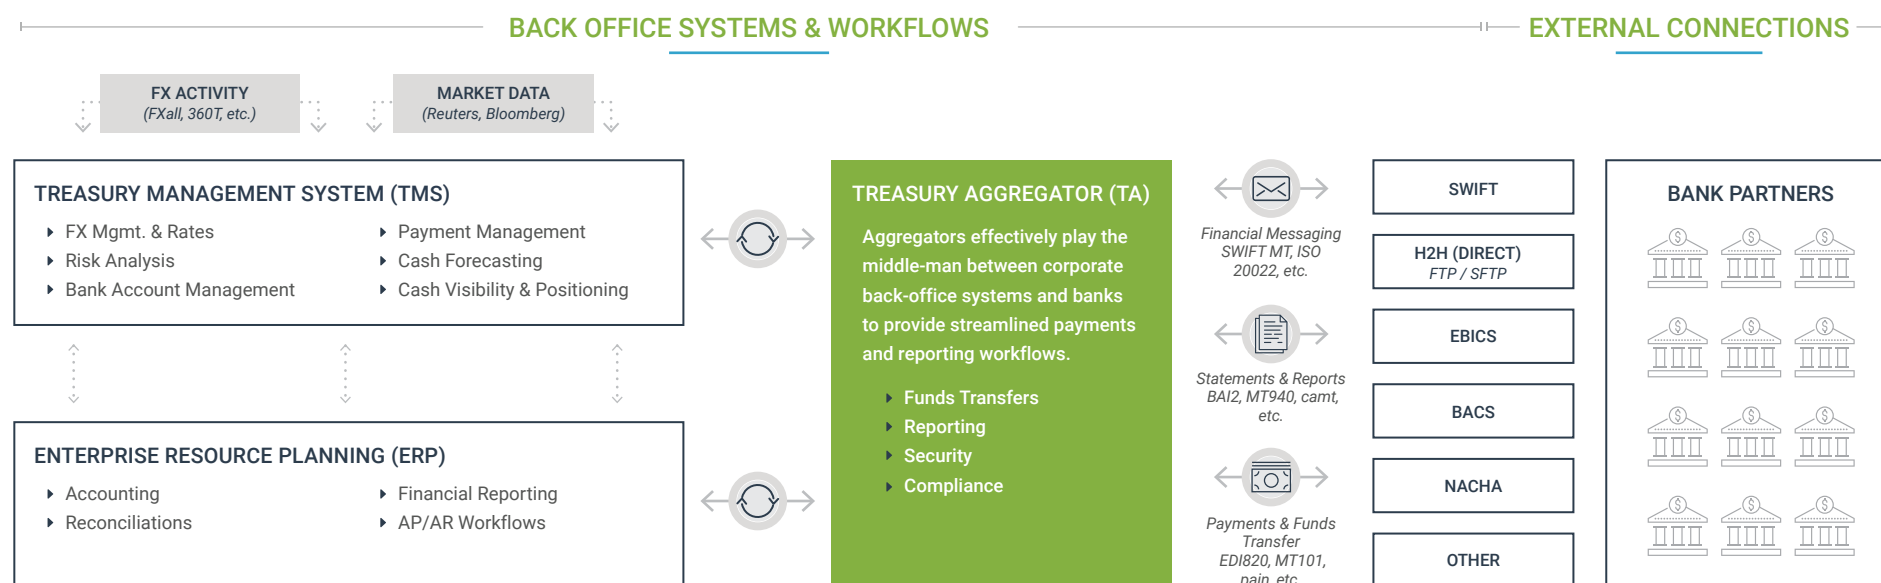 BACK OFFICE SYSTEMS & WORKFLOWS
EXTERNAL CONNECTIONS
FX ACTIVITY
(FXall, 360T, etc.)
MARKET DATA
(Reuters, Bloomberg)
TREASURY MANAGEMENT SYSTEM (TMS)
FX Mgmt. & Rates
Risk Analysis
Bank Account Management
Payment Management
Cash Forecasting
Cash Visibility & Positioning
ENTERPRISE RESOURCE PLANNING (ERP)
Accounting
Reconciliations
Financial Reporting
AP/AR Workflows
TREASURY AGGREGATOR (TA)
Aggregators effectively play the
middle-man between corporate
back-office systems and banks
to provide streamlined payments
and reporting workflows.
Funds Transfers
Reporting
Security
Compliance
Financial Messaging
SWIFT MT, ISO
20022, etc.
Statements & Reports
BAI2, MT940, camt,
etc.
Payments & Funds
Transfer
EDI820, MT101,
pain, etc.
SWIFT
H2H (DIRECT)
FTP / SFTP
EBICS
BACS
NACHA
OTHER
BANK PARTNERS
$ $ $
$ $ $
$ $ $
$ $ $